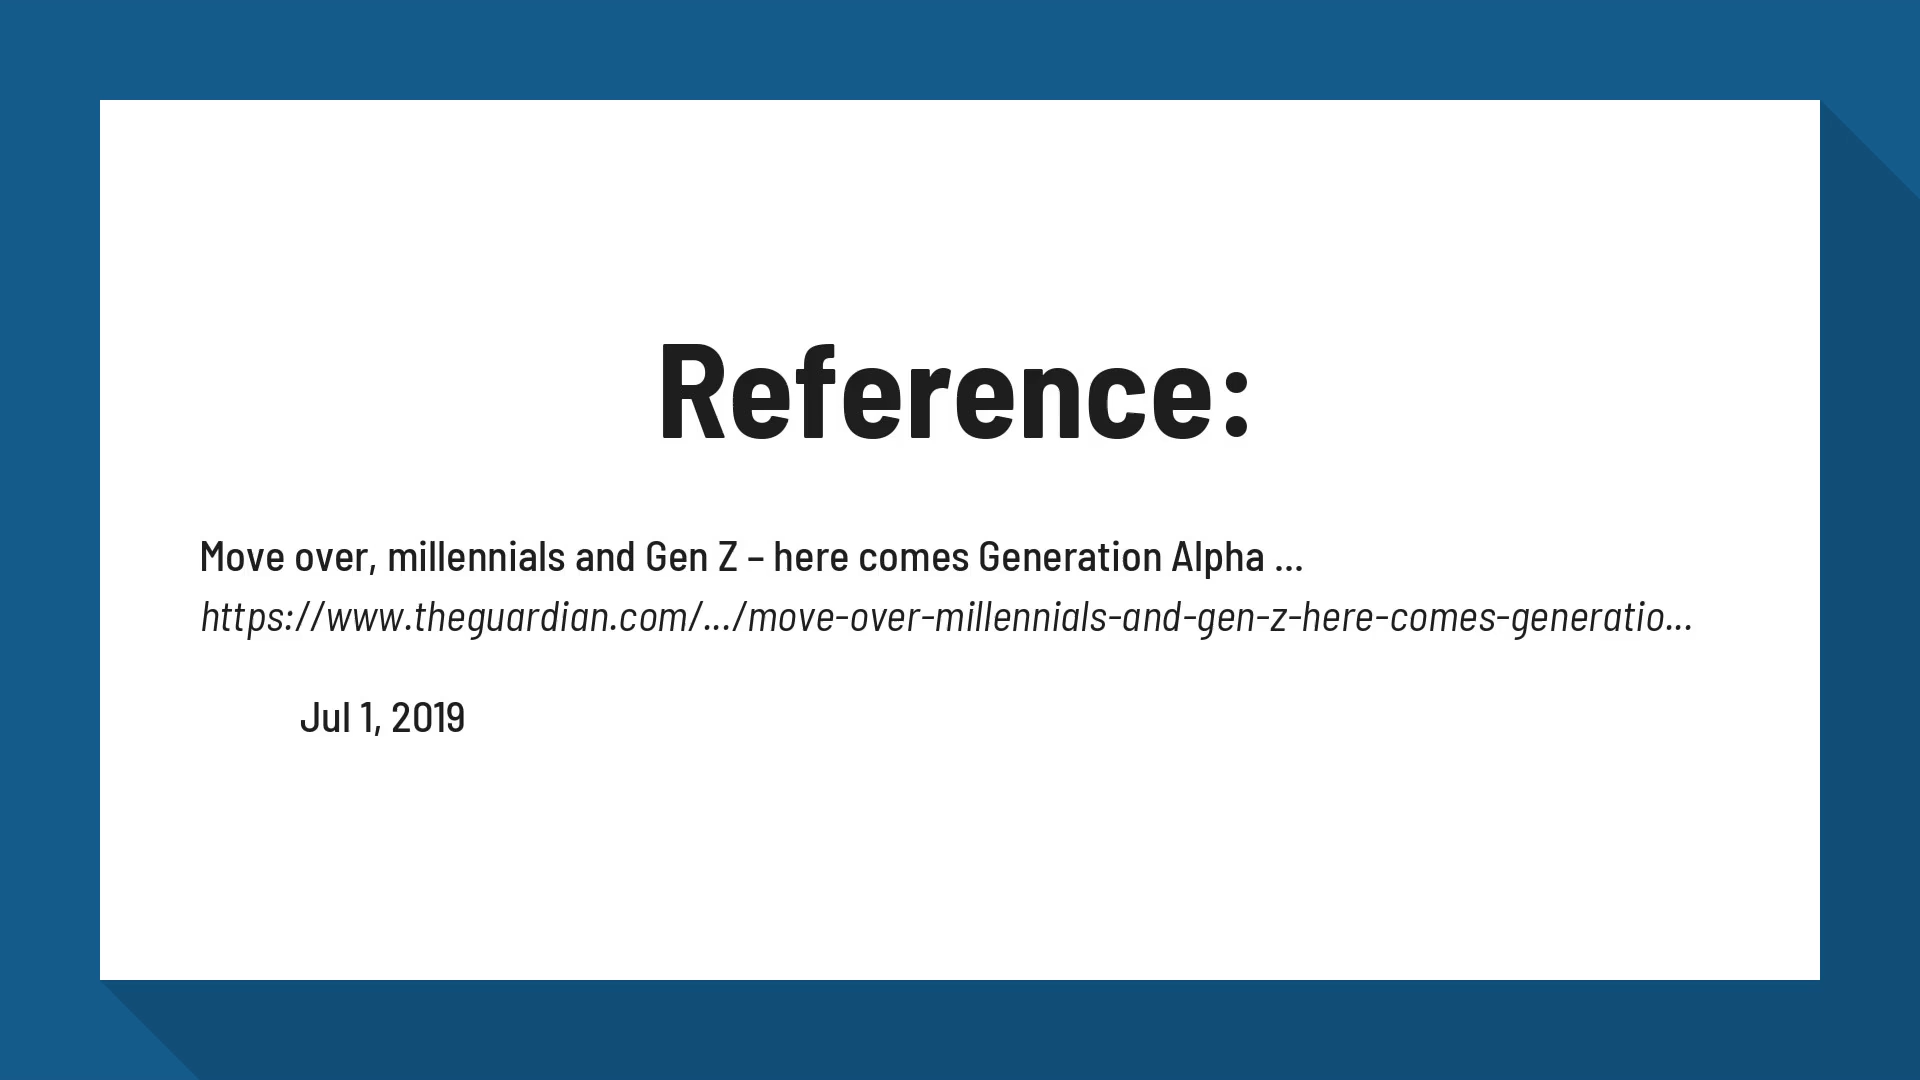 Reference:
Move over, millennials and Gen Z – here comes Generation Alpha ...
https://www.theguardian.com/.../move-over-millennials-and-gen-z-here-comes-generatio...
Jul 1, 2019